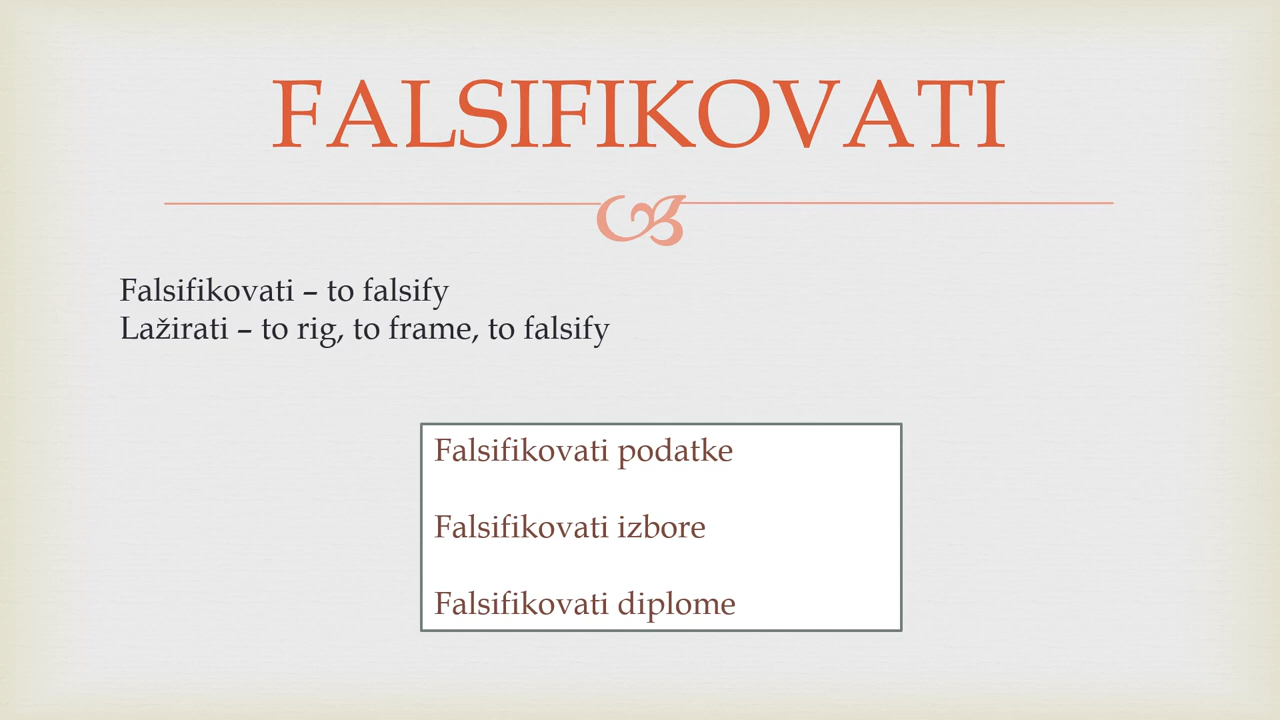 FALSIFIKOVATI
Falsifikovati – to falsify
Lažirati – to rig, to frame, to falsify
Falsifikovati podatke
Falsifikovati izbore
Falsifikovati diplome